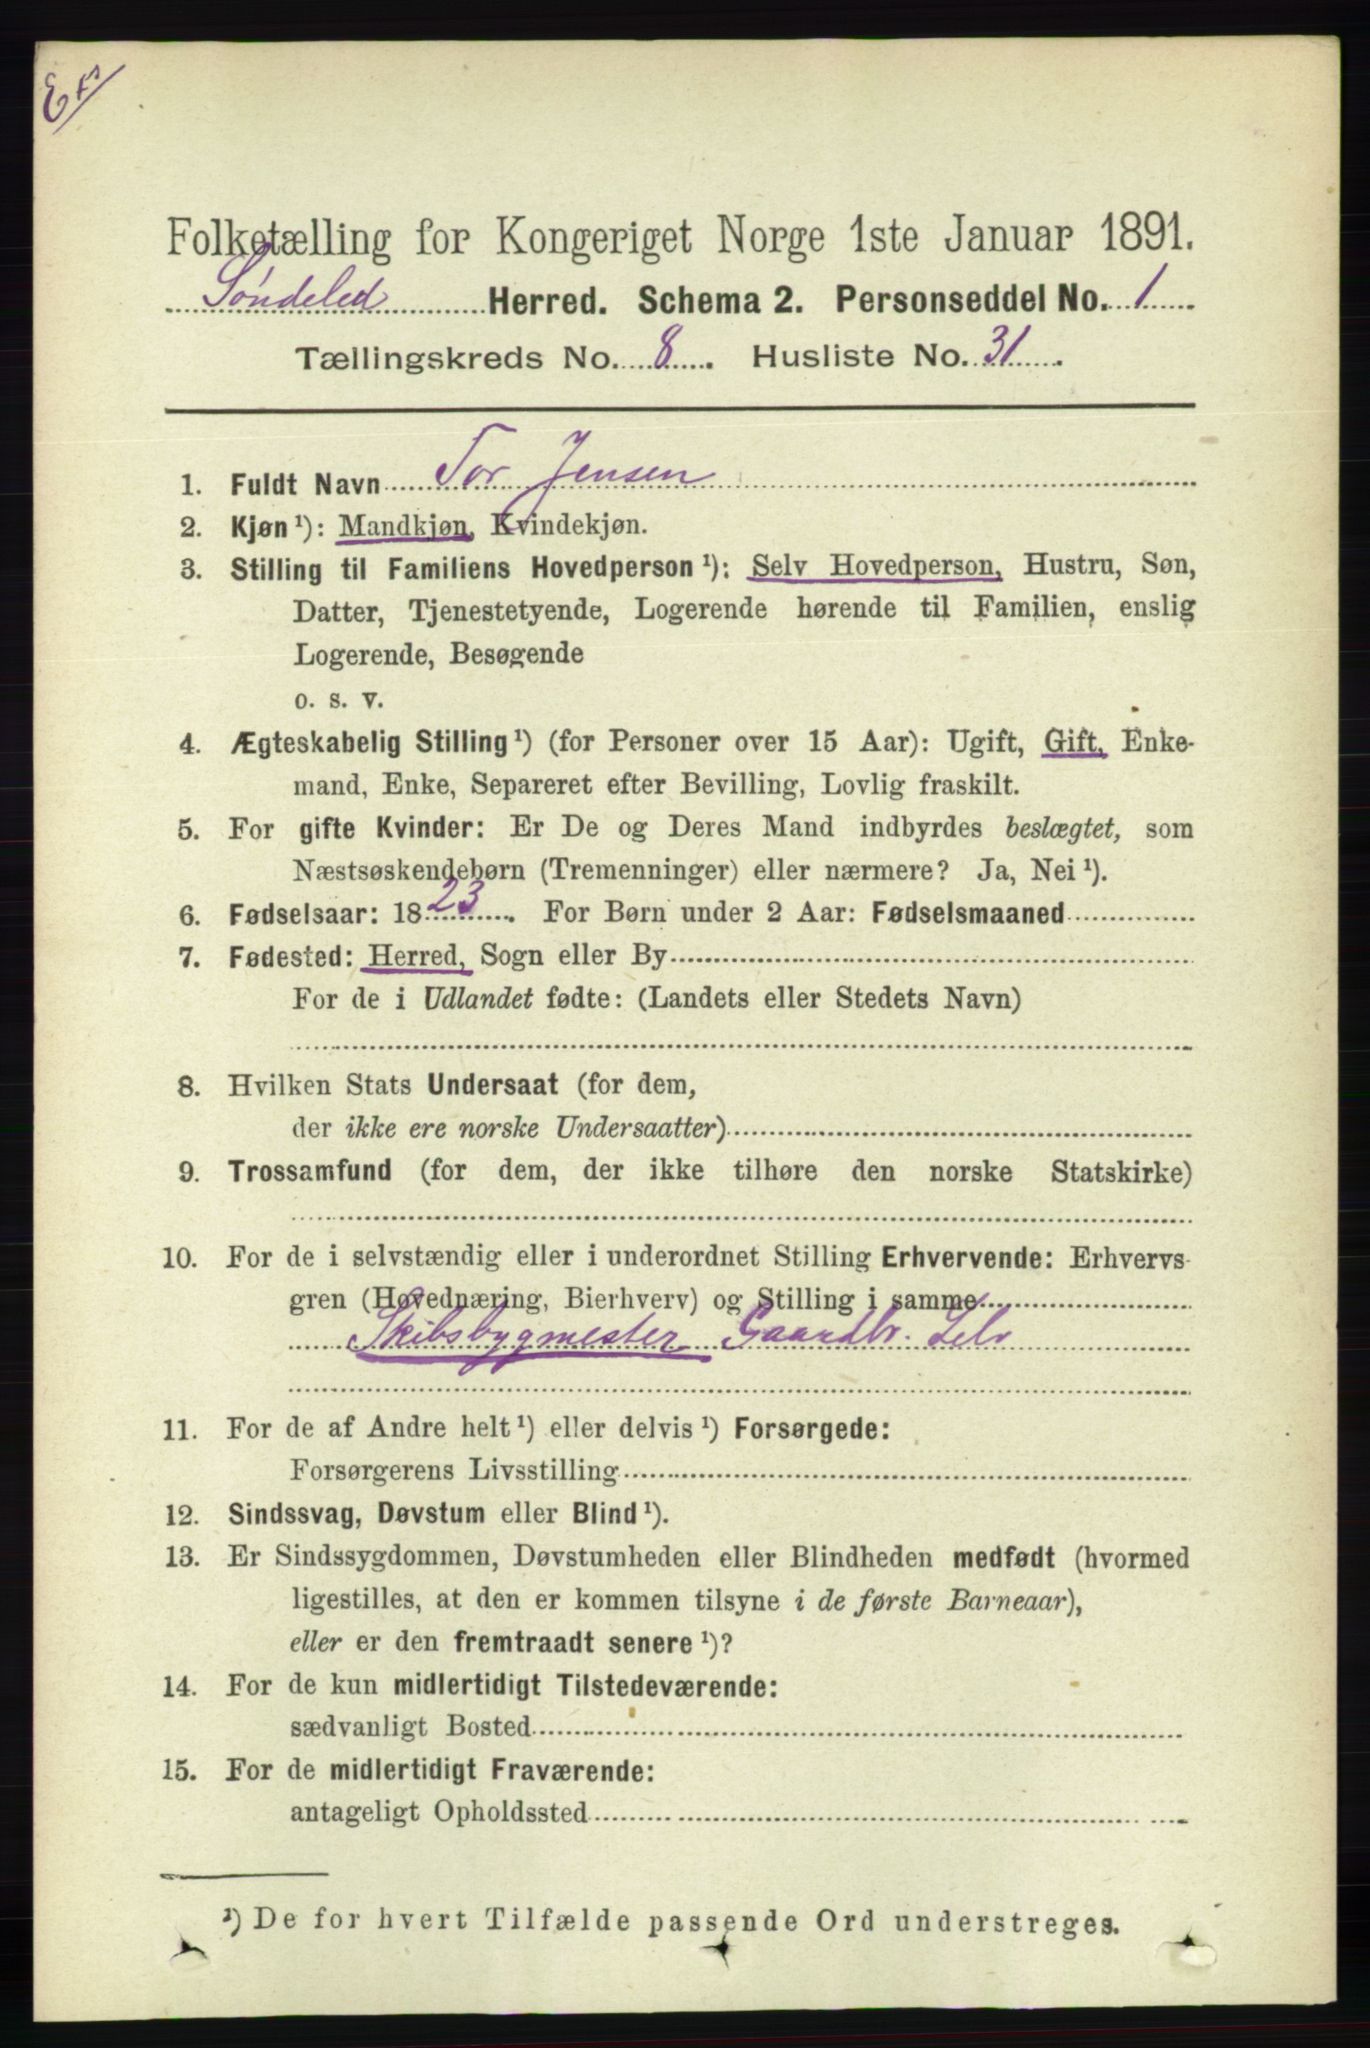 Folketælling for Kongeriget Norge 1ste Januar 1891.
Søndeled Herred. Schema 2. Personseddel No. 1
Tællingskreds No. 8. Husliste No. 31.
1. Fuldt Navn Tor Jensen
2. Kjøn ¹): Mandkjøn, Kvindekjøn.
3. Stilling til Familiens Hovedperson ¹): Selv Hovedperson, Hustru, Søn,
Datter, Tjenestetyende, Logerende hørende til Familien, enslig
Logerende, Besøgende
o. s. v.
4. Ægteskabelig Stilling ¹) (for Personer over 15 Aar): Ugift, Gift, Enke-
mand, Enke, Separeret efter Bevilling, Lovlig fraskilt.
5. For gifte Kvinder: Er De og Deres Mand indbyrdes beslægtet, som
Næstsøskendebørn (Tremenninger) eller nærmere? Ja, Nei ¹).
6. Fødselsaar: 1823. For Børn under 2 Aar: Fødselsmaaned
7. Fødested: Herred, Sogn eller By
For de i Udlandet fødte: (Landets eller Stedets Navn)
8. Hvilken Stats Undersaat (for dem,
der ikke ere norske Undersaatter)
9. Trossamfund (for dem, der ikke tilhøre den norske Statskirke)
10. For de i selvstændig eller i underordnet Stilling Erhvervende: Erhvervs-
gren (Hovednæring, Bierhverv) og Stilling i samme
Skibsbygmester Gaardbr. Selv
11. For de af Andre helt ¹) eller delvis ¹) Forsørgede:
Forsørgerens Livsstilling
12. Sindssvag, Døvstum eller Blind ¹).
13. Er Sindssygdommen, Døvstumheden eller Blindheden medfødt (hvormed
ligestilles, at den er kommen tilsyne i de første Barneaar),
eller er den fremtraadt senere ¹)?
14. For de kun midlertidigt Tilstedeværende:
sædvanligt Bosted
15. For de midlertidigt Fraværende:
antageligt Opholdssted
¹) De for hvert Tilfælde passende Ord understreges.